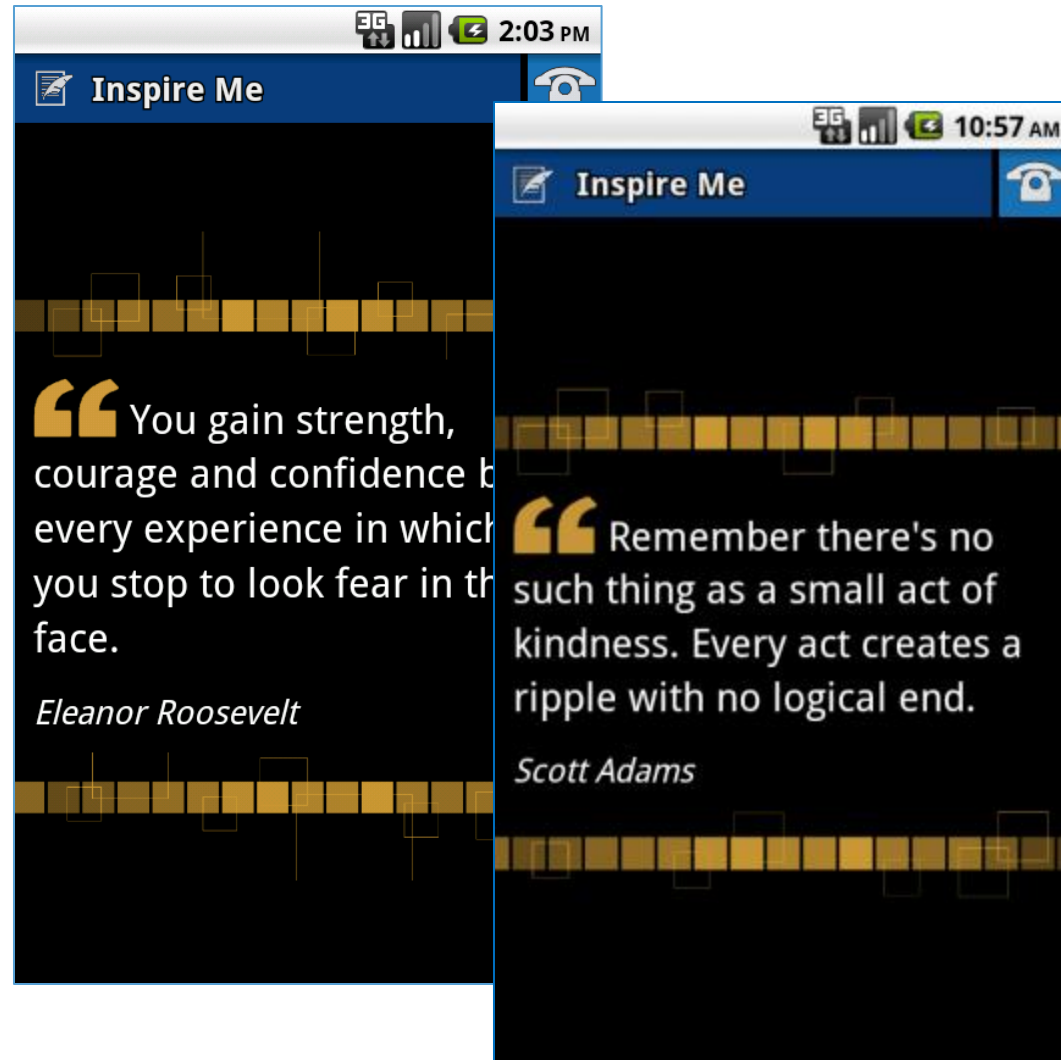 3G 2:03 PM
Inspire Me
“ You gain strength,
courage and confidence b
every experience in which
you stop to look fear in th
face.
Eleanor Roosevelt
3G 10:57 AM
Inspire Me
“ Remember there's no
such thing as a small act of
kindness. Every act creates a
ripple with no logical end.
Scott Adams